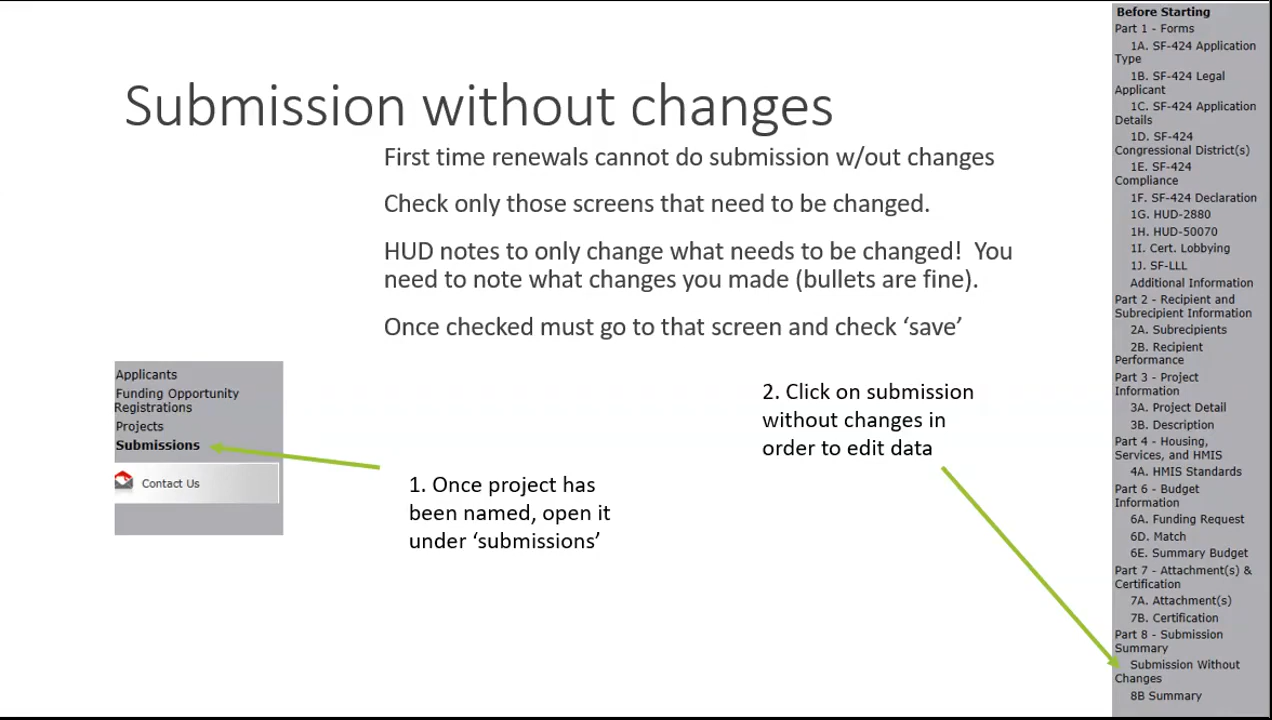 Submission without changes
First time renewals cannot do submission w/out changes
Check only those screens that need to be changed.
HUD notes to only change what needs to be changed!  You
need to note what changes you made (bullets are fine).
Once checked must go to that screen and check ‘save’
Applicants
Funding Opportunity
Registrations
Projects
Submissions
Contact Us
1. Once project has
been named, open it
under ‘submissions’
2. Click on submission
without changes in
order to edit data
Before Starting
Part 1 - Forms
1A. SF-424 Application
Type
1B. SF-424 Legal
Applicant
1C. SF-424 Application
Details
1D. SF-424
Congressional District(s)
1E. SF-424
Compliance
1F. SF-424 Declaration
1G. HUD-2880
1H. HUD-50070
1I. Cert. Lobbying
1J. SF-LLL
Additional Information
Part 2 - Recipient and
Subrecipient Information
2A. Subrecipients
2B. Recipient
Performance
Part 3 - Project
Information
3A. Project Detail
3B. Description
Part 4 - Housing,
Services, and HMIS
4A. HMIS Standards
Part 6 - Budget
Information
6A. Funding Request
6D. Match
6E. Summary Budget
Part 7 - Attachment(s) &
Certification
7A. Attachment(s)
7B. Certification
Part 8 - Submission
Summary
Submission Without
Changes
8B Summary